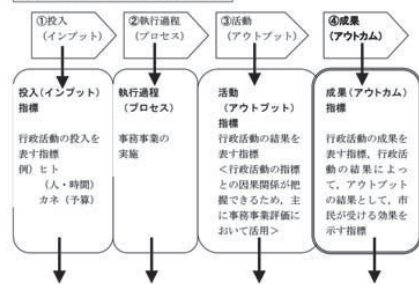 ①投入
（インプット）
②執行過程
（プロセス）
③活動
（アウトプット）
④成果
（アウトカム）
投入（インプット）
指標
行政活動の投入を
表す指標
例）ヒト
（人・時間）
カネ（予算）
執行過程
（プロセス）
事務事業の
実施
活動
（アウトプット）
指標
行政活動の結果を
表す指標
＜行政活動の指標
との因果関係が把
握できるため，主
に事務事業評価に
おいて活用＞
成果（アウトカム）
指標
行政活動の成果を
表す指標，行政活
動の結果によっ
て，アウトプット
の結果として，市
民が受ける効果を
示す指標